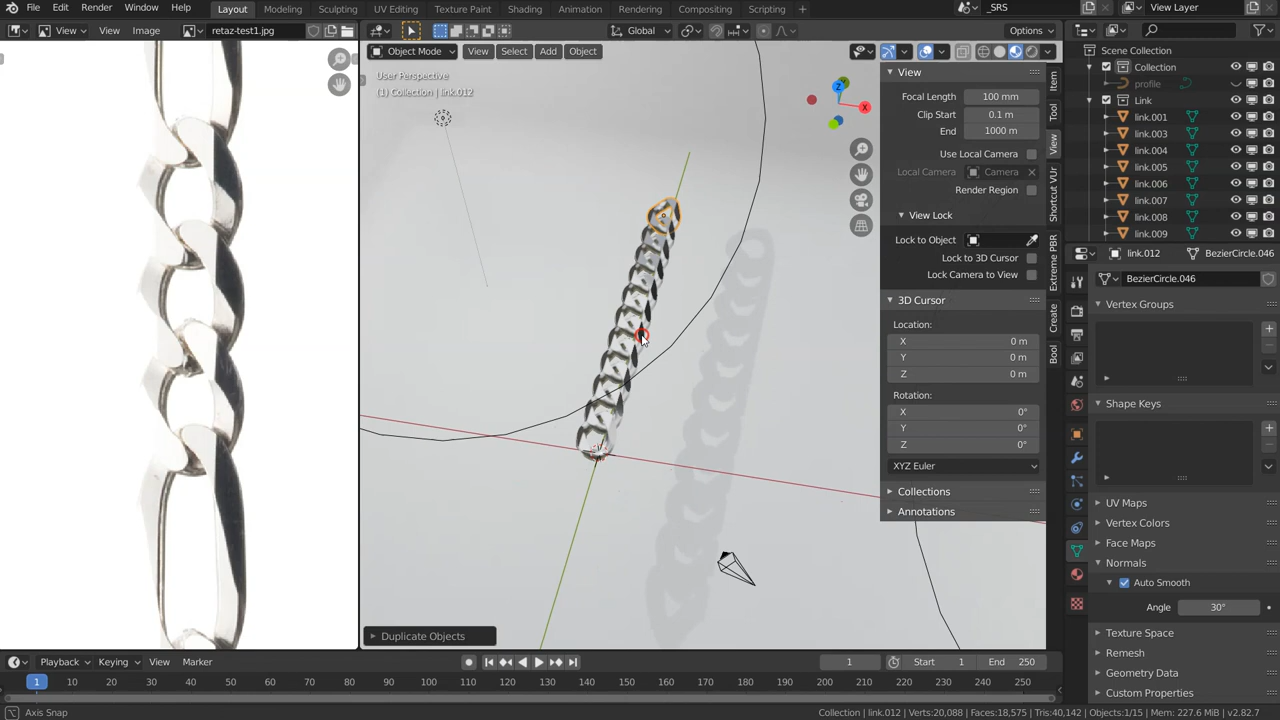 File Edit Render Window Help Layout Modeling Sculpting UV Editing Texture Paint Shading Animation Rendering Compositing Scripting + _SRS View Layer
View View Image retaz-test1.jpg Global Options
Object Mode View Select Add Object
User Perspective
(1) Collection | link.012
X
Z
View
Focal Length 100 mm
Clip Start 0.1 m
End 1000 m
Use Local Camera
Local Camera Camera
Render Region
View Lock
Lock to Object
Lock to 3D Cursor
Lock Camera to View
3D Cursor
Location:
X 0 m
Y 0 m
Z 0 m
Rotation:
X 0°
Y 0°
Z 0°
XYZ Euler
Collections
Annotations
Item
Tool
View
Shortcut VUr
Extreme PBR
Create
Bool
Scene Collection
Collection
profile
Link
link.001
link.003
link.004
link.005
link.006
link.007
link.008
link.009
link.012 BezierCircle.046
BezierCircle.046
Vertex Groups
Shape Keys
UV Maps
Vertex Colors
Face Maps
Normals
Auto Smooth
Angle 30°
Texture Space
Remesh
Geometry Data
Custom Properties
Duplicate Objects
Playback Keying View Marker 1 Start 1 End 250
1 10 20 30 40 50 60 70 80 90 100 110 120 130 140 150 160 170 180 190 200 210 220 230 240 250
Axis Snap Collection | link.012 | Verts:20,088 | Faces:18,575 | Tris:40,142 | Objects:1/15 | Mem: 227.6 MiB | v2.82.7